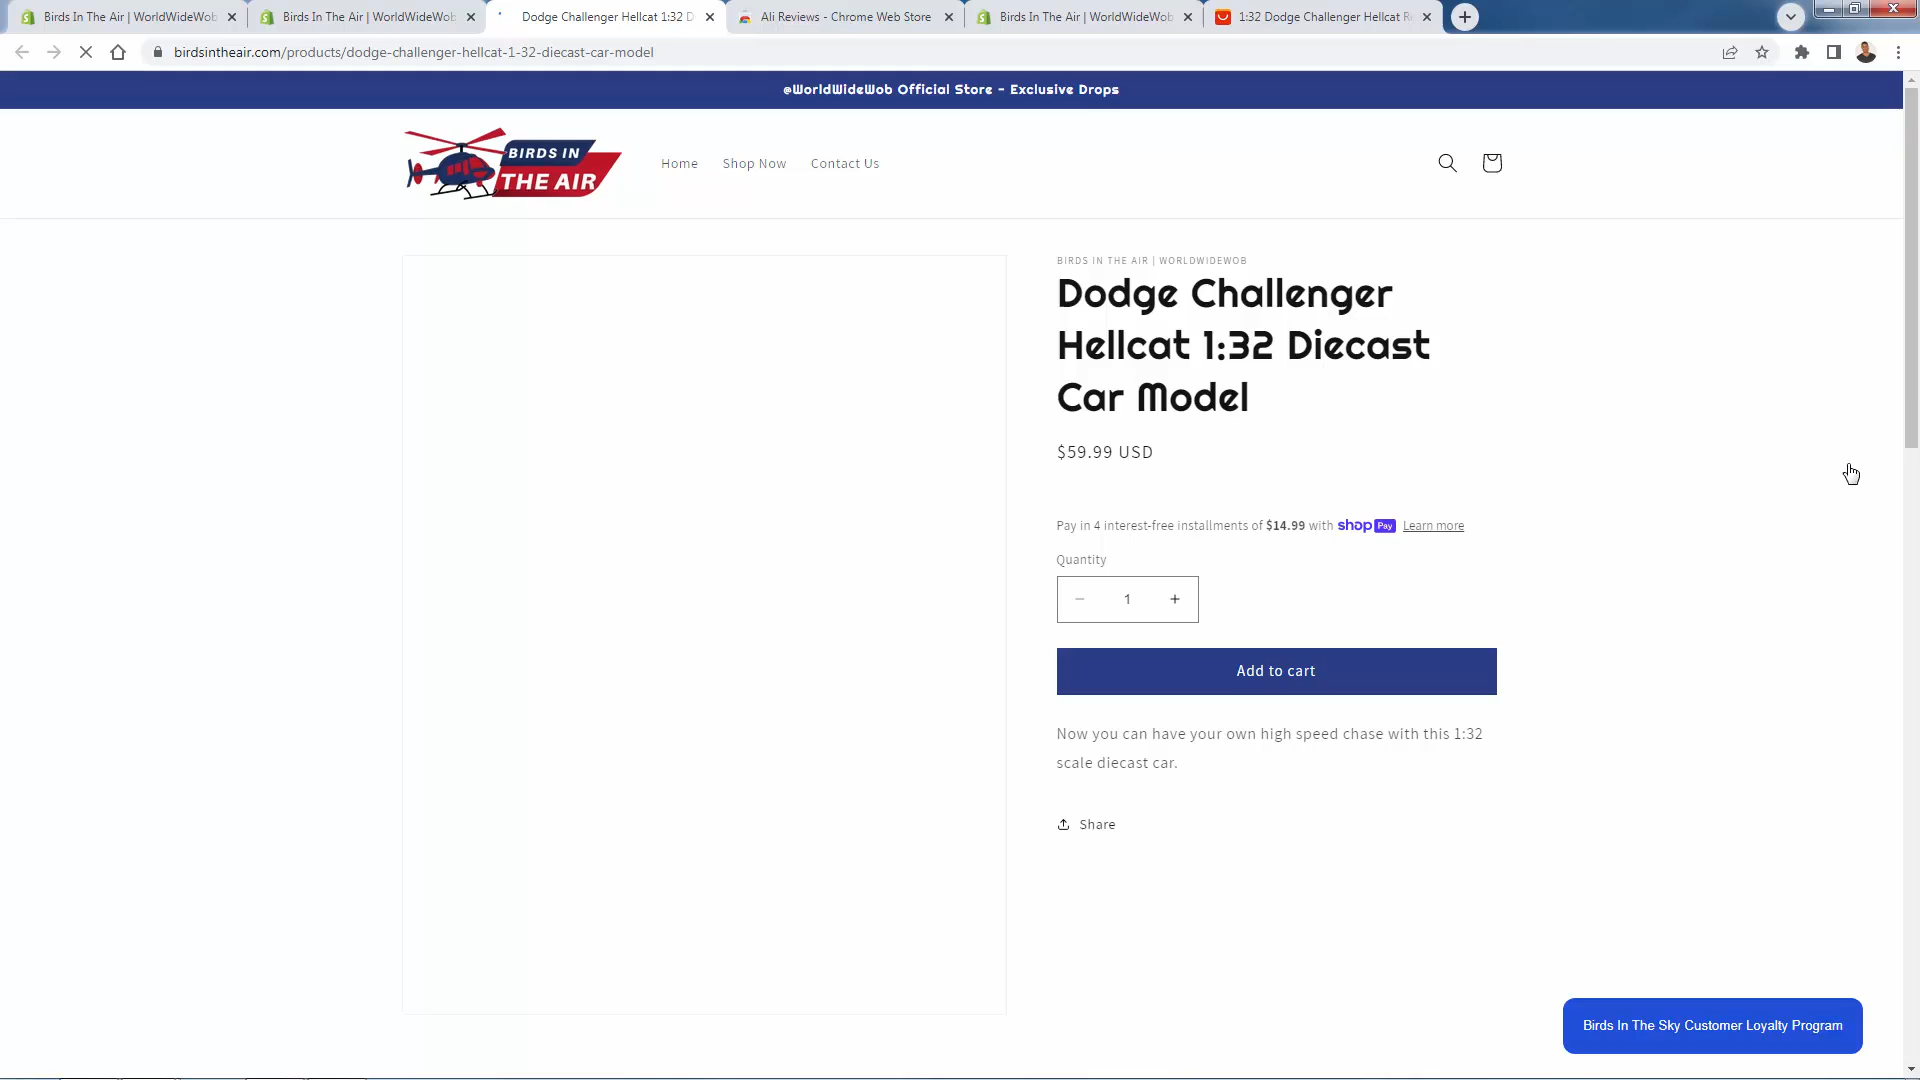 Birds In The Air | WorldWideWob
Birds In The Air | WorldWideWob
Dodge Challenger Hellcat 1:32 D
Ali Reviews - Chrome Web Store
Birds In The Air | WorldWideWob
1:32 Dodge Challenger Hellcat R
birdsintheair.com/products/dodge-challenger-hellcat-1-32-diecast-car-model
@WorldWideWob Official Store - Exclusive Drops
BIRDS IN
THE AIR
Home
Shop Now
Contact Us
BIRDS IN THE AIR | WORLDWIDEWOB
Dodge Challenger
Hellcat 1:32 Diecast
Car Model
$59.99 USD
Pay in 4 interest-free installments of $14.99 with shop Pay Learn more
Quantity
− 1 +
Add to cart
Now you can have your own high speed chase with this 1:32
scale diecast car.
Share
Birds In The Sky Customer Loyalty Program